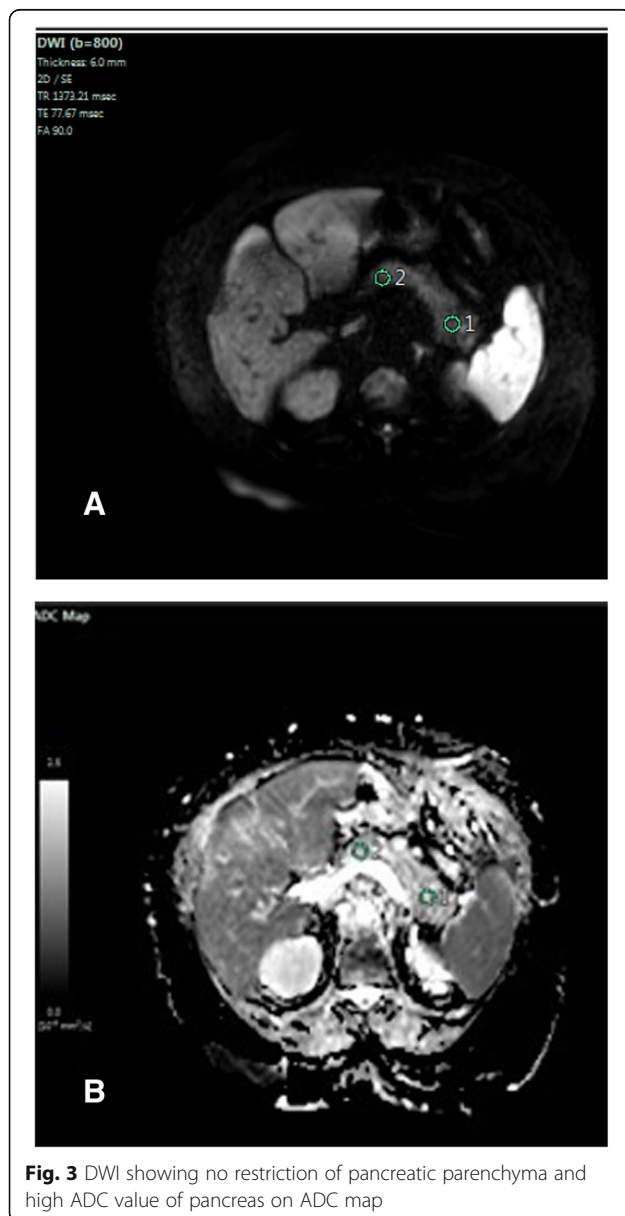 DWI (b=800)
Thickness: 6.0 mm
2D / SE
TR 1373.21 msec
TE 77.67 msec
FA 90.0
2
1
A
ADC Map
2
1
0.0
B
Fig. 3 DWI showing no restriction of pancreatic parenchyma and
high ADC value of pancreas on ADC map